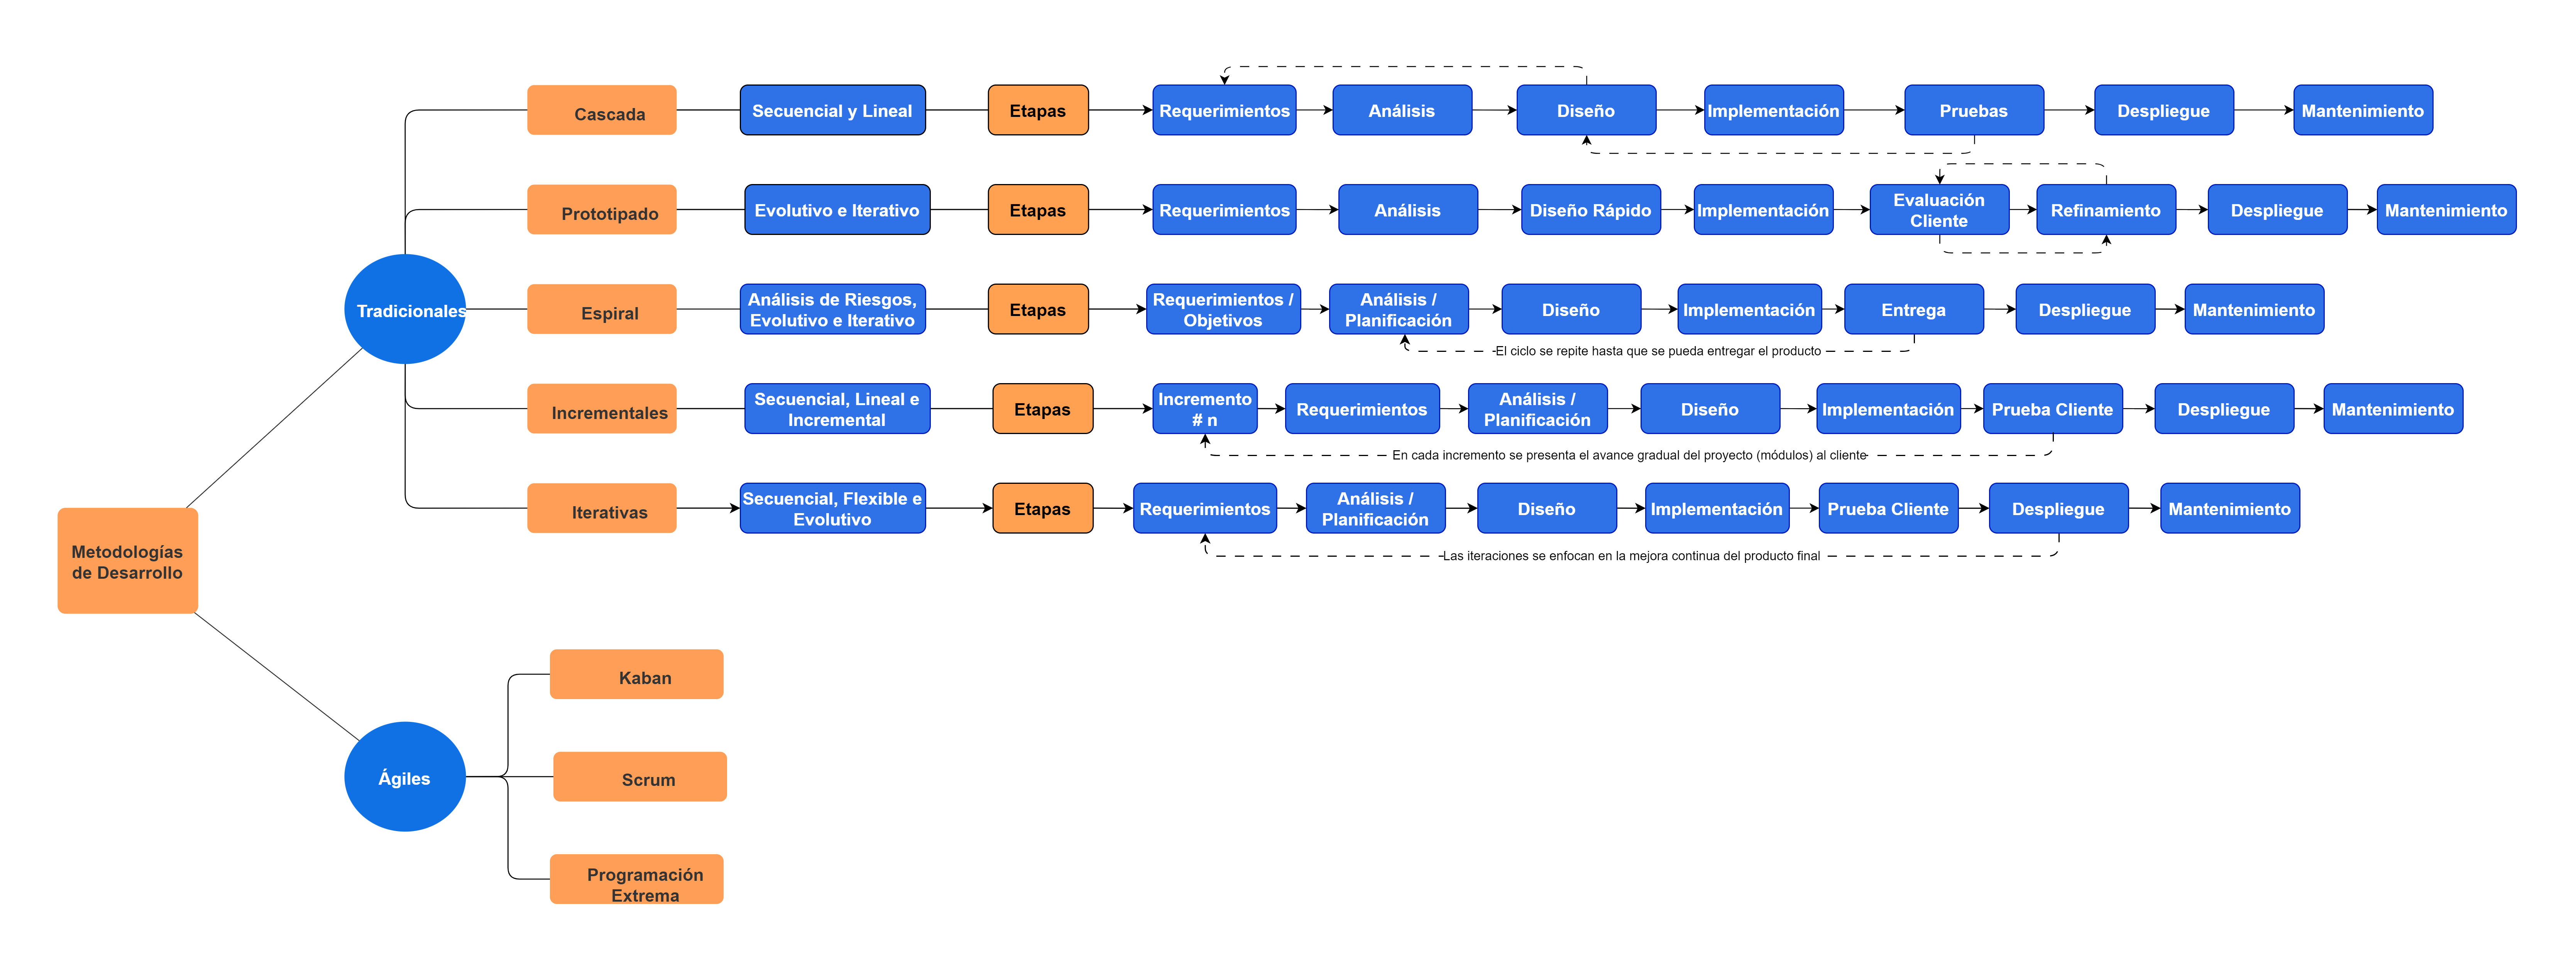 Cascada
Secuencial y Lineal
Etapas
Requerimientos
Análisis
Diseño
Implementación
Pruebas
Despliegue
Mantenimiento
Prototipado
Evolutivo e Iterativo
Etapas
Requerimientos
Análisis
Diseño Rápido
Implementación
Evaluación
Cliente
Refinamiento
Despliegue
Mantenimiento
Tradicionales
Espiral
Análisis de Riesgos,
Evolutivo e Iterativo
Etapas
Requerimientos /
Objetivos
Análisis /
Planificación
Diseño
Implementación
Entrega
Despliegue
Mantenimiento
El ciclo se repite hasta que se pueda entregar el producto
Incrementales
Secuencial, Lineal e
Incremental
Etapas
Incremento
# n
Requerimientos
Análisis /
Planificación
Diseño
Implementación
Prueba Cliente
Despliegue
Mantenimiento
En cada incremento se presenta el avance gradual del proyecto (módulos) al cliente
Iterativas
Secuencial, Flexible e
Evolutivo
Etapas
Requerimientos
Análisis /
Planificación
Diseño
Implementación
Prueba Cliente
Despliegue
Mantenimiento
Las iteraciones se enfocan en la mejora continua del producto final
Metodologías
de Desarrollo
Kaban
Ágiles
Scrum
Programación
Extrema